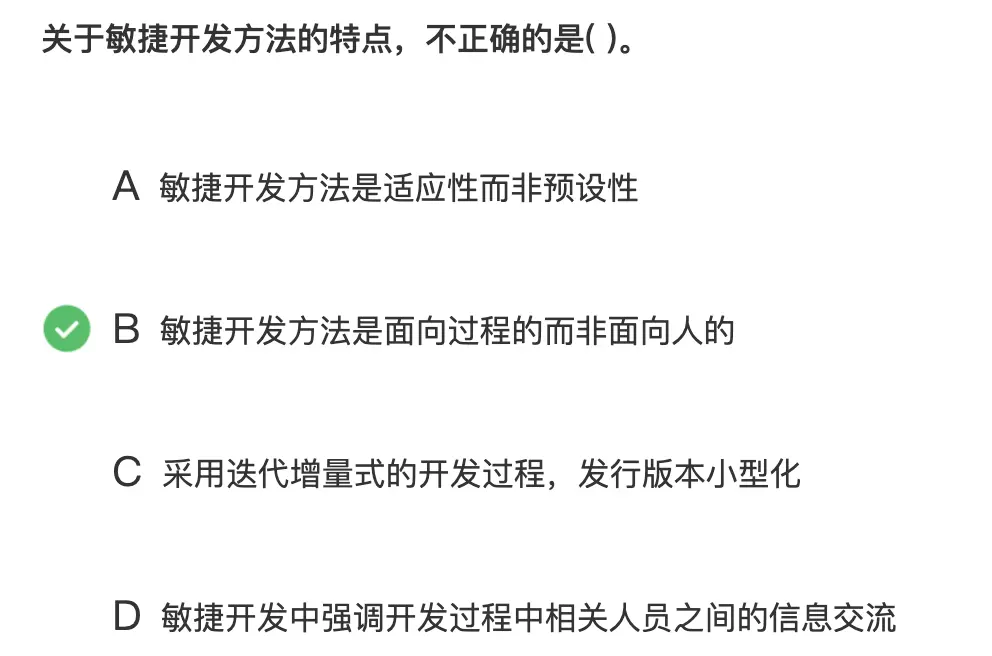 关于敏捷开发方法的特点，不正确的是( )。
A 敏捷开发方法是适应性而非预设性
B 敏捷开发方法是面向过程的而非面向人的
C 采用迭代增量式的开发过程，发行版本小型化
D 敏捷开发中强调开发过程中相关人员之间的信息交流